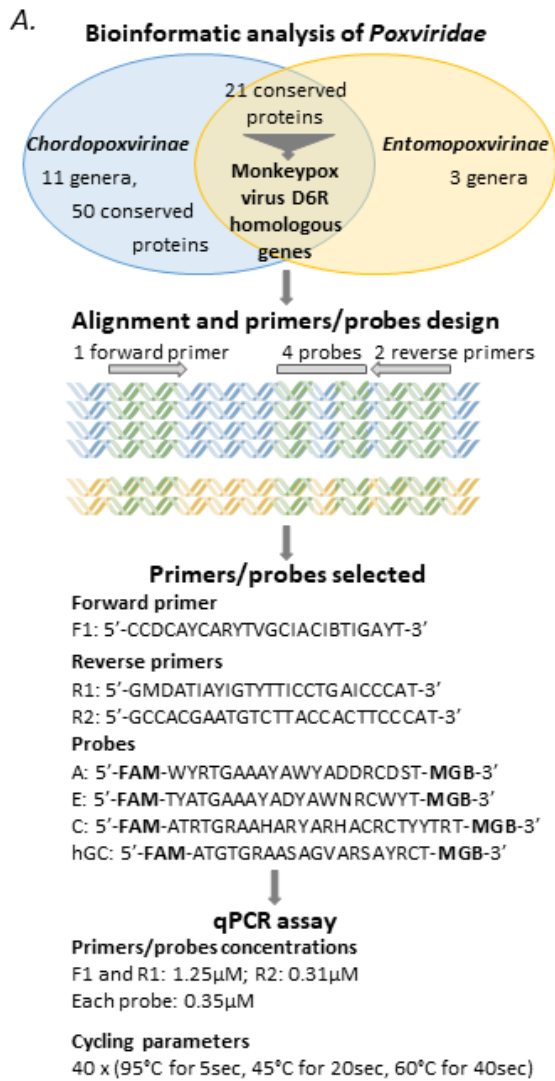 A.
Bioinformatic analysis of Poxviridae
21 conserved
proteins
Chordopoxvirinae
Entomopoxvirinae
11 genera,
3 genera
50 conserved
proteins
Monkeypox
virus D6R
homologous
genes
Alignment and primers/probes design
1 forward primer
4 probes
2 reverse primers
Primers/probes selected
Forward primer
F1: 5’-CCDCAYCARYTVGCIACIBTIGAYT-3’
Reverse primers
R1: 5’-GMDATIAYIGTYTTICCTGAICCCAT-3’
R2: 5’-GCCACGAATGTCTTACCACTTCCCAT-3’
Probes
A: 5’-FAM-WYRTGAAAYAWYADDRCDST-MGB-3’
E: 5’-FAM-TYATGAAAYADYAWNRCWYT-MGB-3’
C: 5’-FAM-ATRTGRAAHARYARHACRCTYYTRT-MGB-3’
hGC: 5’-FAM-ATGTGRAASAGVARSAYRCT-MGB-3’
qPCR assay
Primers/probes concentrations
F1 and R1: 1.25µM; R2: 0.31µM
Each probe: 0.35µM
Cycling parameters
40 x (95°C for 5sec, 45°C for 20sec, 60°C for 40sec)